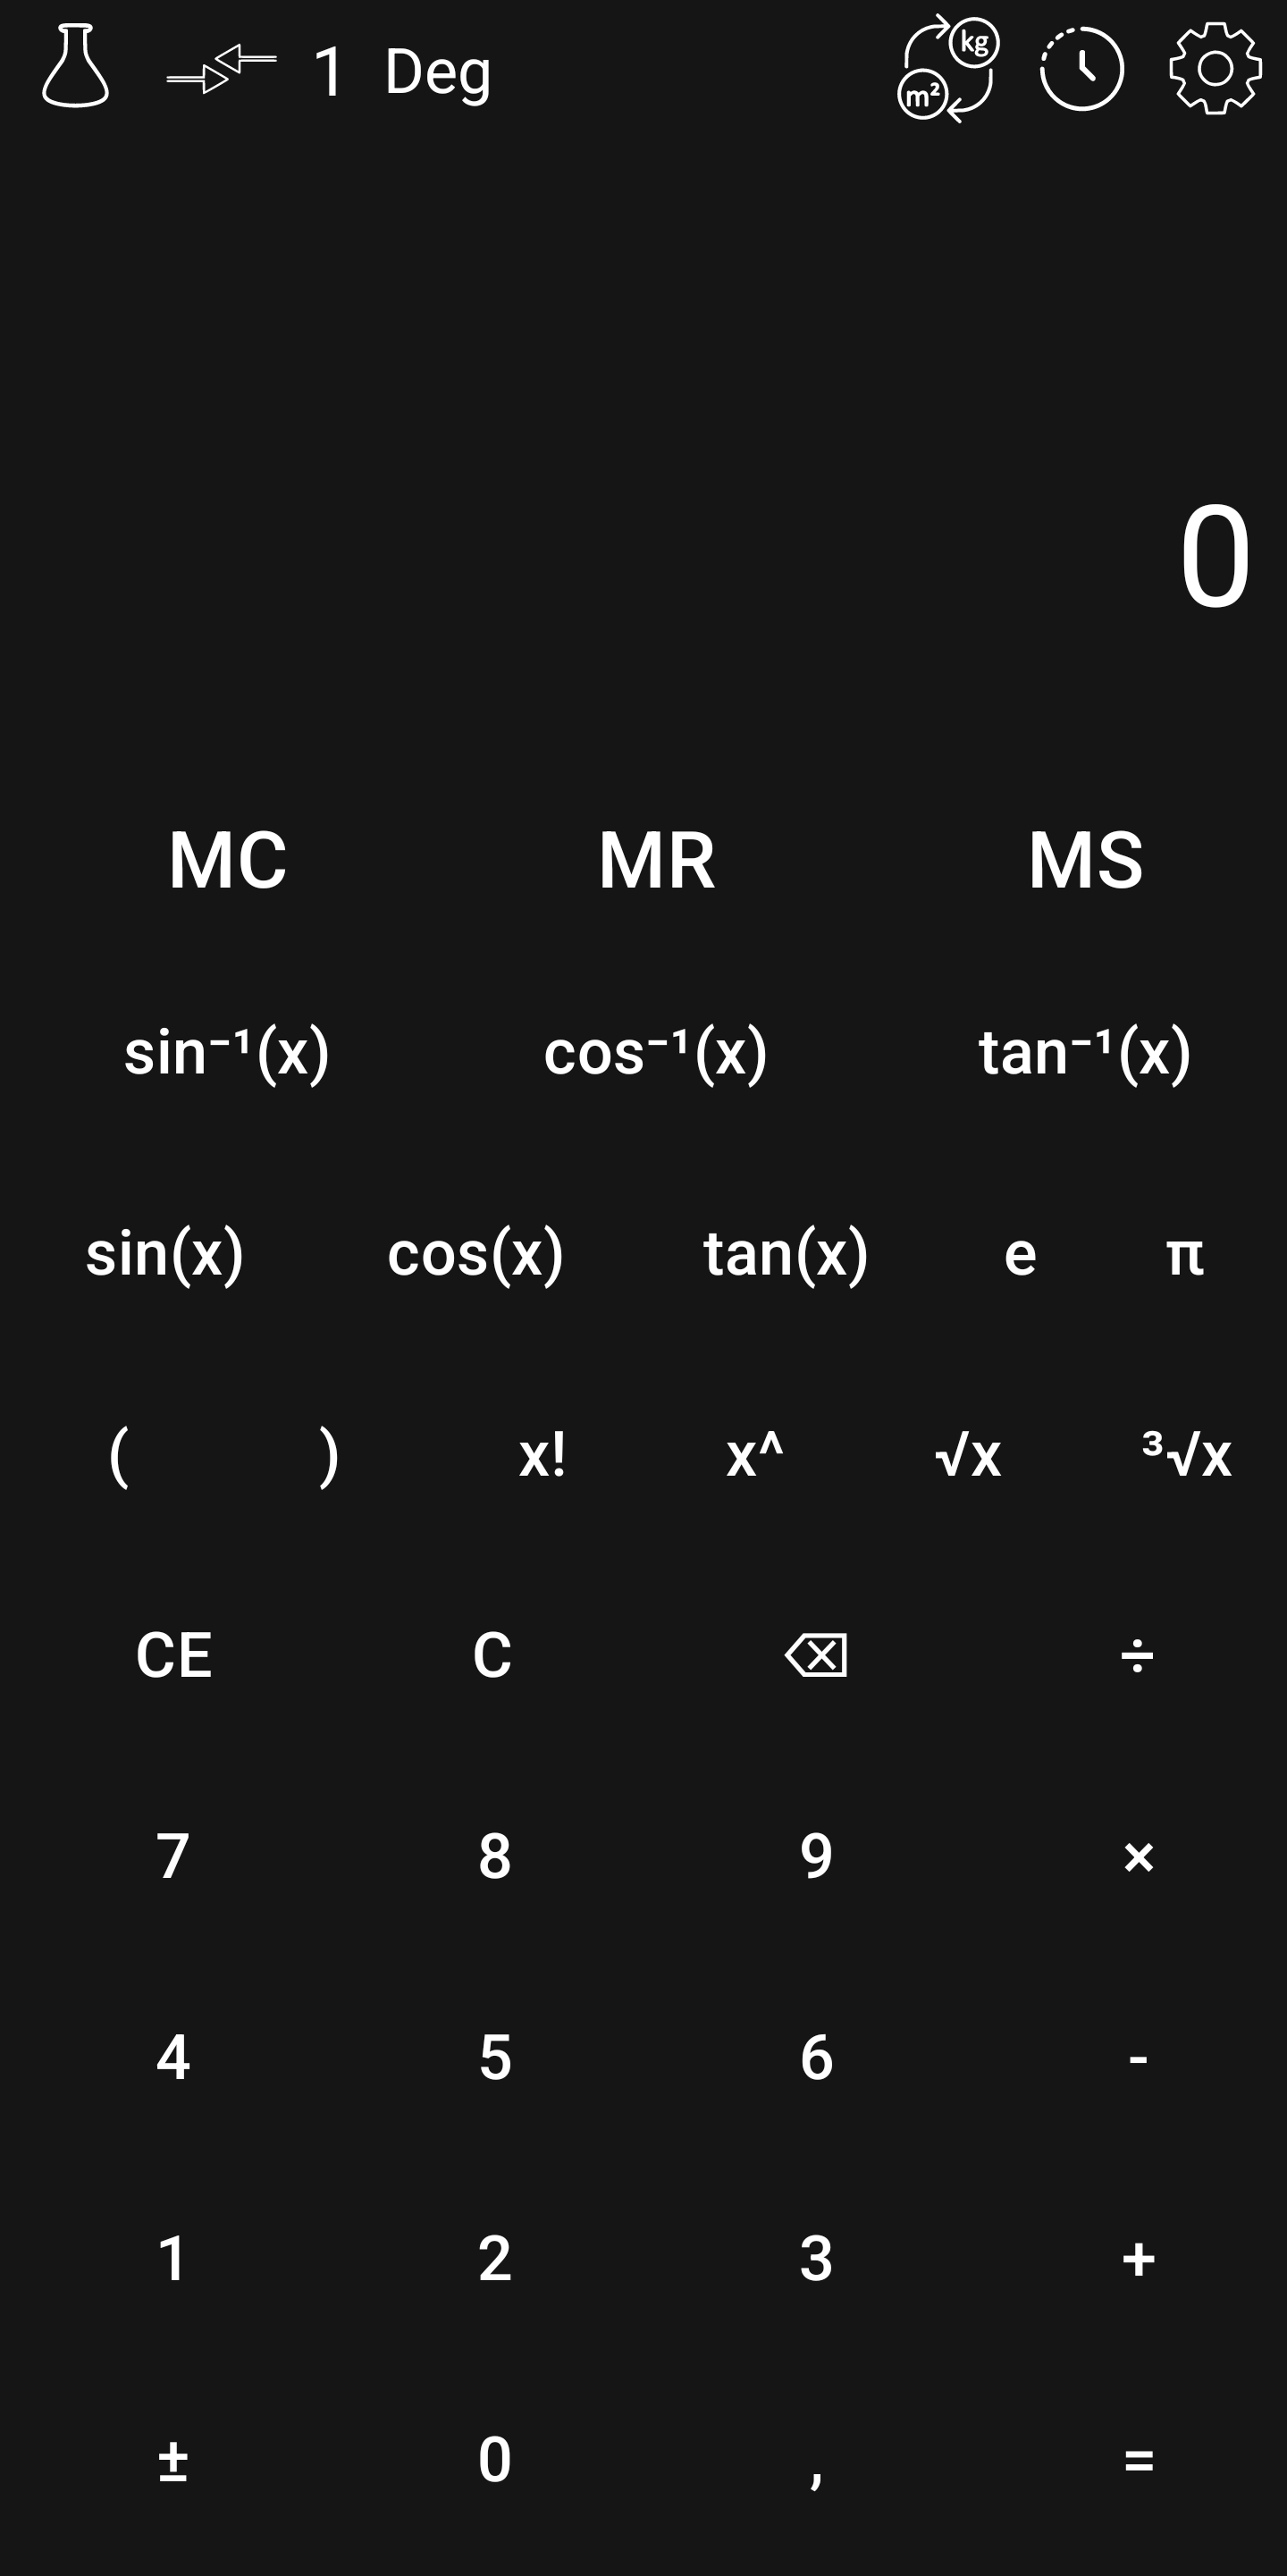 1 Deg kg m²
0
MC MR MS
sin⁻¹(x) cos⁻¹(x) tan⁻¹(x)
sin(x) cos(x) tan(x) e π
( ) x! x^ √x ³√x
CE C ÷
7 8 9 ×
4 5 6 -
1 2 3 +
± 0 , =